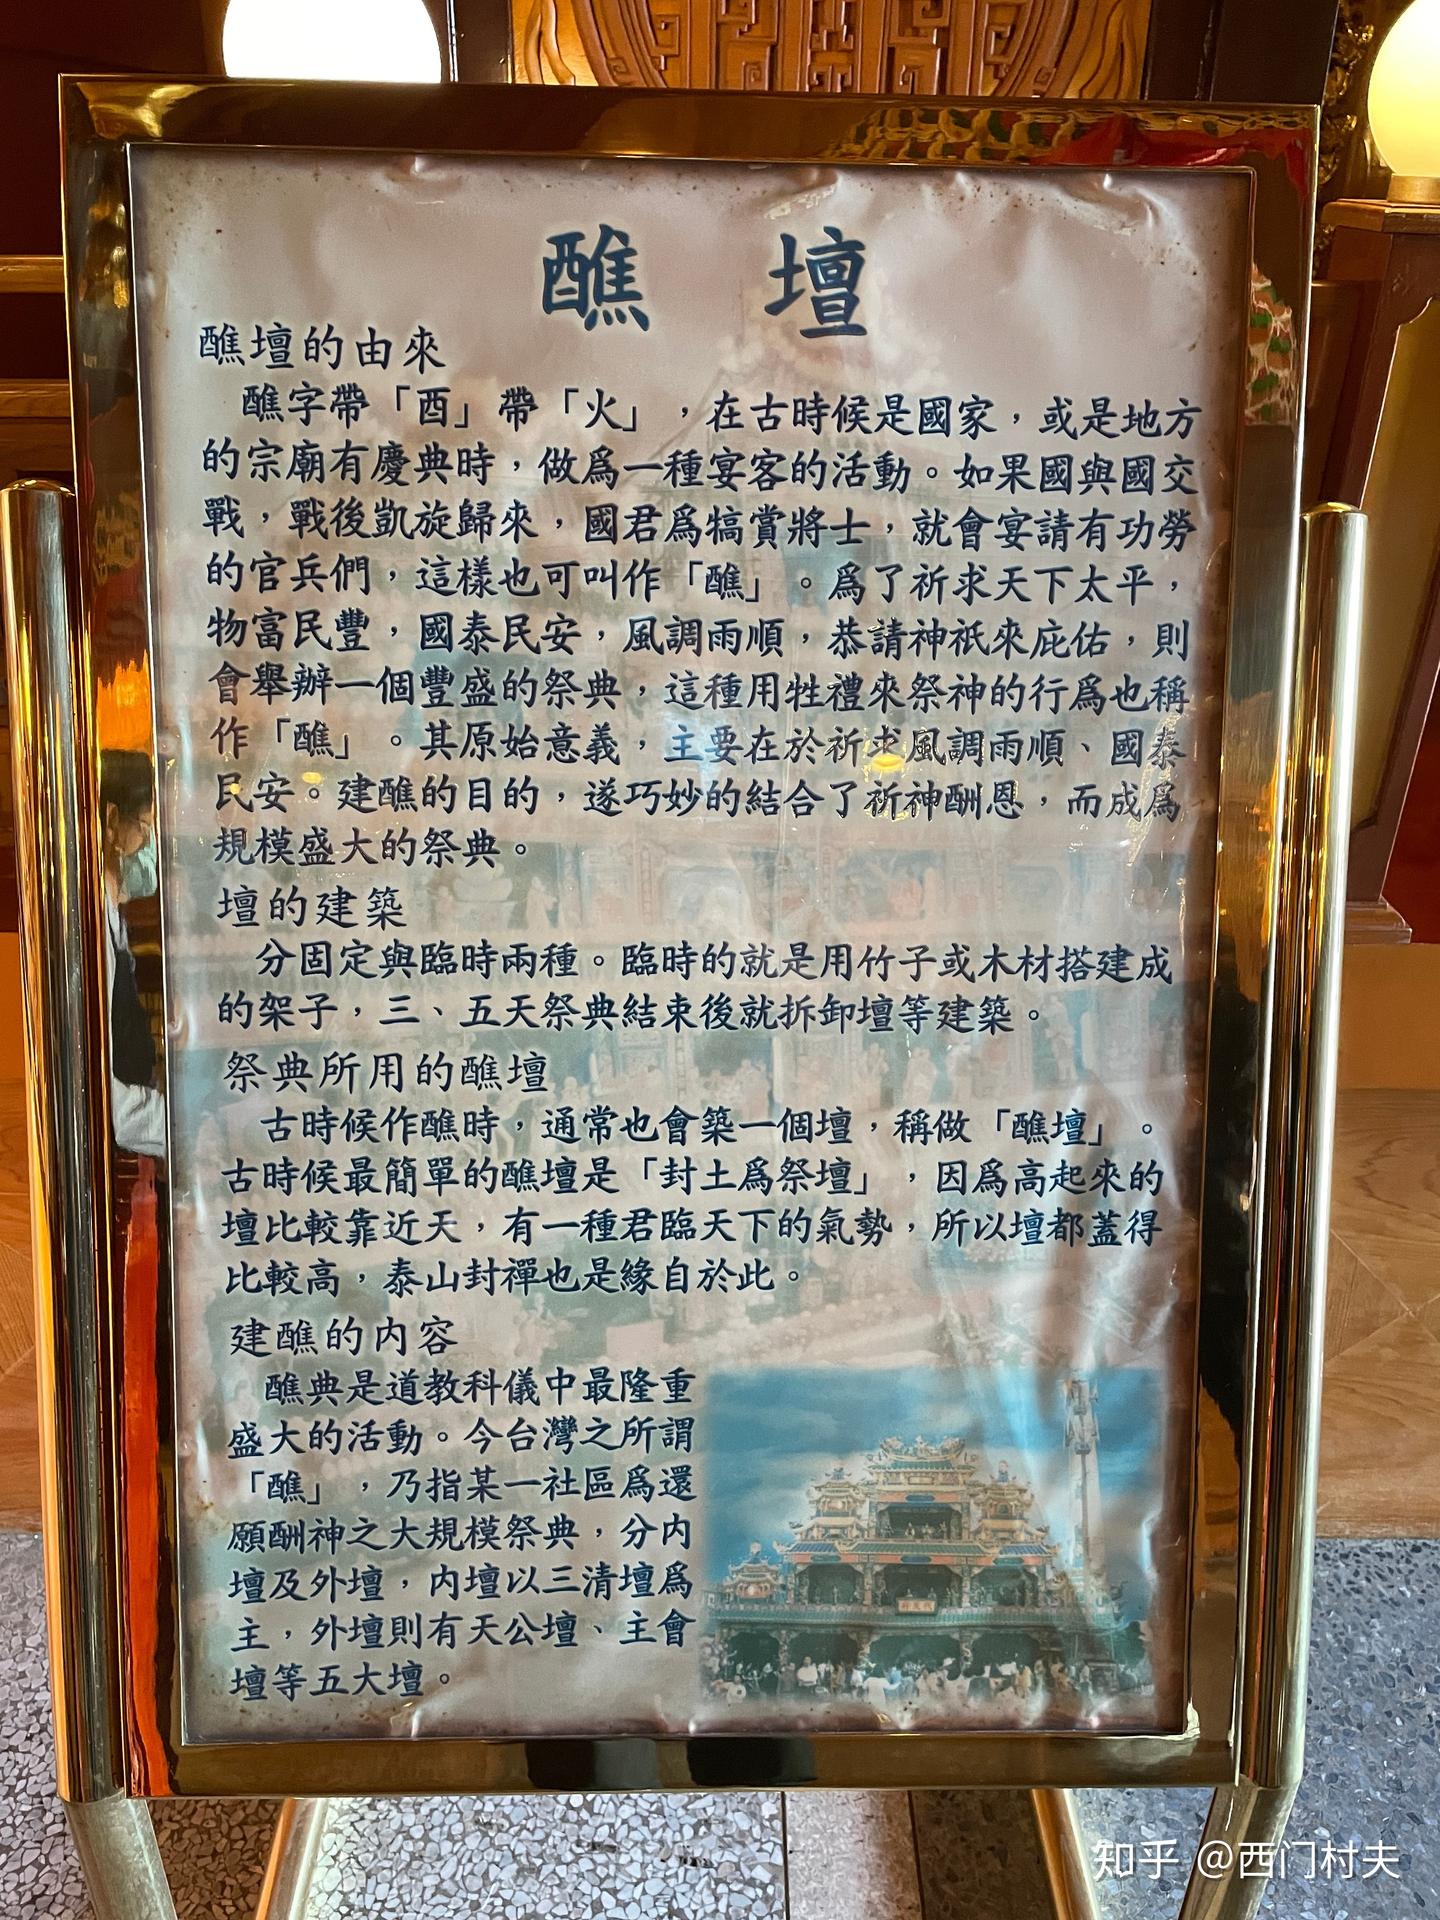 醮壇
醮壇的由來
醮字帶「酉」帶「火」，在古時候是國家，或是地方
的宗廟有慶典時，做爲一種宴客的活動。如果國與國交
戰，戰後凱旋歸來，國君爲犒賞將士，就會宴請有功勞
的官兵們，這樣也可叫作「醮」。爲了祈求天下太平，
物富民豐，國泰民安，風調雨順，恭請神祇來庇佑，則
會舉辦一個豐盛的祭典，這種用牲禮來祭神的行爲也稱
作「醮」。其原始意義，主要在於祈求風調雨順、國泰
民安。建醮的目的，遂巧妙的結合了祈神酬恩，而成爲
規模盛大的祭典。
壇的建築
分固定與臨時兩種。臨時的就是用竹子或木材搭建成
的架子，三、五天祭典結束後就拆卸壇等建築。
祭典所用的醮壇
古時候作醮時，通常也會築一個壇，稱做「醮壇」。
古時候最簡單的醮壇是「封土爲祭壇」，因爲高起來的
壇比較靠近天，有一種君臨天下的氣勢，所以壇都蓋得
比較高，泰山封禪也是緣自於此。
建醮的內容
醮典是道教科儀中最隆重
盛大的活動。今台灣之所謂
「醮」，乃指某一社區爲還
願酬神之大規模祭典，分內
壇及外壇，內壇以三清壇爲
主，外壇則有天公壇、主會
壇等五大壇。
知乎 @西门村夫